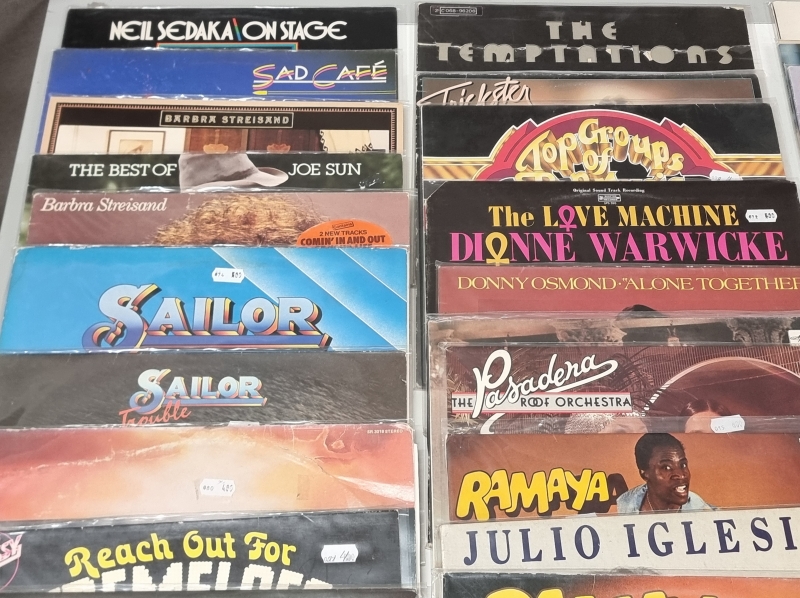 NEIL SEDAKA\ON STAGE
SAD CAFÉ
BARBRA STREISAND
THE BEST OF JOE SUN
Barbra Streisand
2 NEW TRACKS
COMIN' IN AND OUT
SAILOR
SAILOR
Trouble
Reach Out For
THE
TEMPTATIONS
Trickster
Top Groups
of
Original Sound Track Recording
The LOVE MACHINE
DIONNE WARWICKE
DONNY OSMOND·"ALONE TOGETHER
Pasadena
THE ROOF ORCHESTRA
RAMAYA
JULIO IGLESI